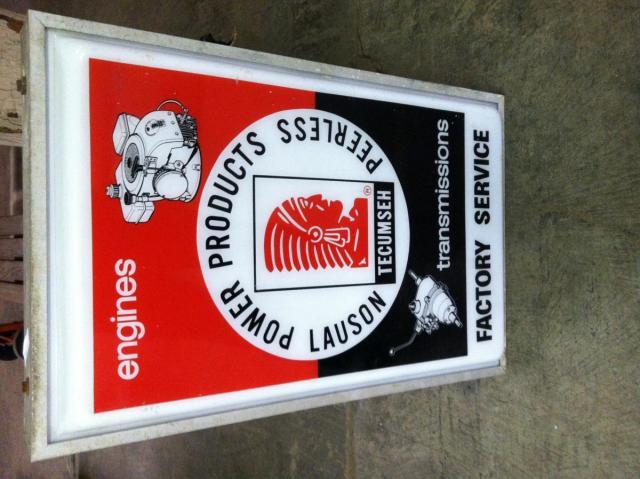 engines
POWER PRODUCTS
TECUMSEH
®
LAUSON PEERLESS
transmissions
FACTORY SERVICE